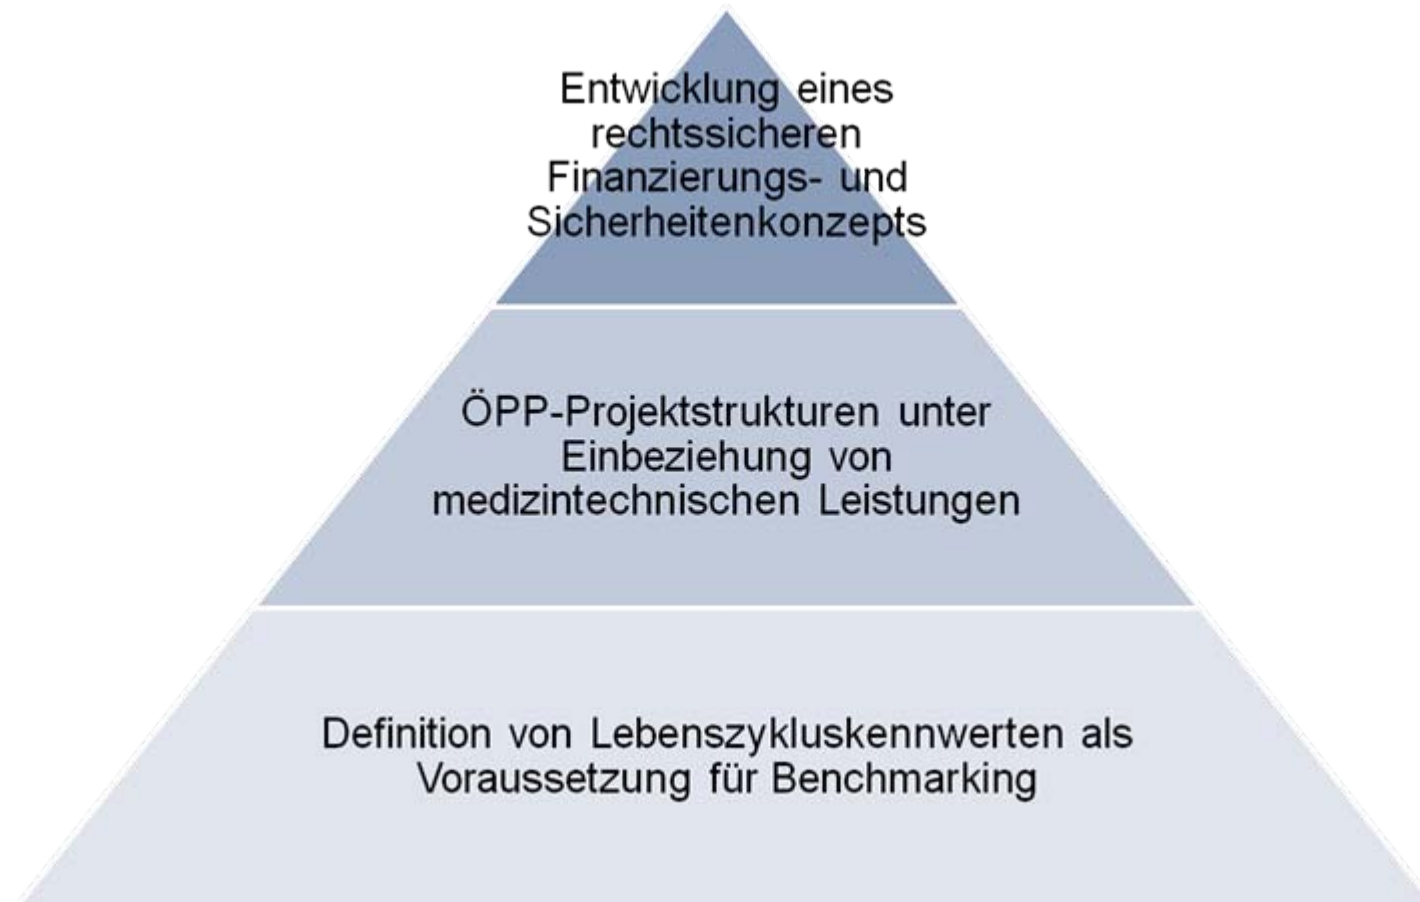 Entwicklung eines
rechtssicheren
Finanzierungs- und
Sicherheitenkonzepts
ÖPP-Projektstrukturen unter
Einbeziehung von
medizintechnischen Leistungen
Definition von Lebenszykluskennwerten als
Voraussetzung für Benchmarking